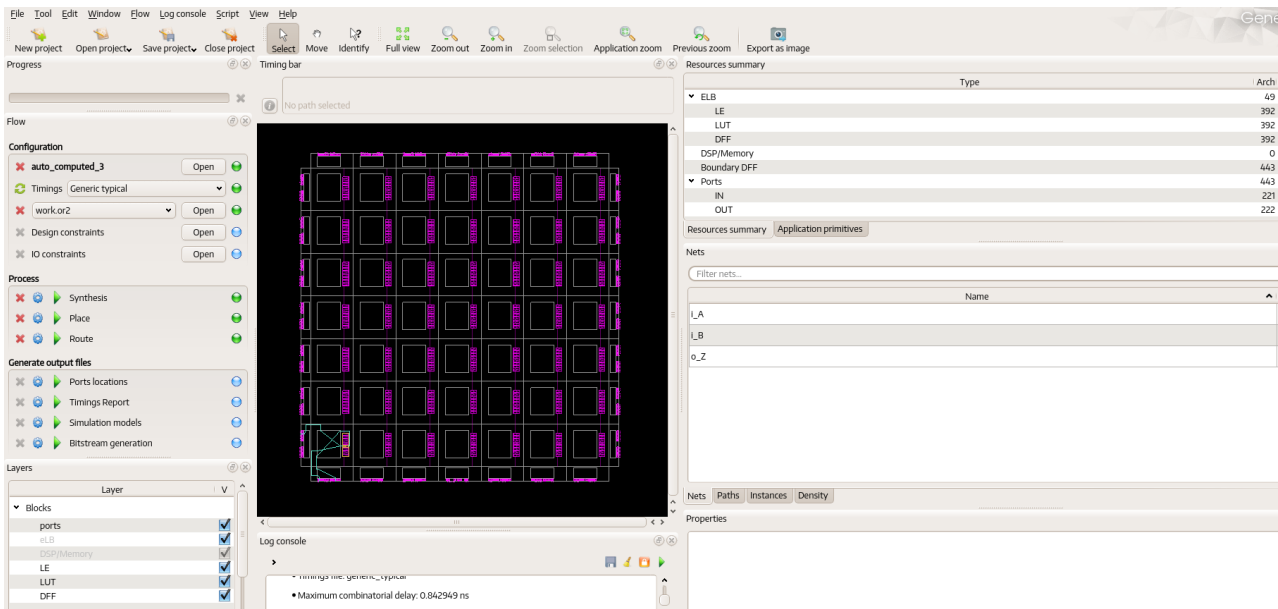 File Tool Edit Window Flow Log console Script View Help
Gene
New project Open project Save project Close project Select Move Identify Full view Zoom out Zoom in Zoom selection Application zoom Previous zoom Export as image
Progress
Flow
Configuration
auto_computed_3 Open
Timings Generic typical
work.or2 Open
Design constraints Open
IO constraints Open
Process
Synthesis
Place
Route
Generate output files
Ports locations
Timings Report
Simulation models
Bitstream generation
Layers
Layer V
Blocks
ports
eLB
DSP/Memory
LE
LUT
DFF
Timing bar
No path selected
Log console
• Timings file: generic_typical
• Maximum combinatorial delay: 0.842949 ns
Resources summary
Type Arch
ELB 49
LE 392
LUT 392
DFF 392
DSP/Memory 0
Boundary DFF 443
Ports 443
IN 221
OUT 222
Resources summary Application primitives
Nets
Filter nets...
Name
i_A
i_B
o_Z
Nets Paths Instances Density
Properties